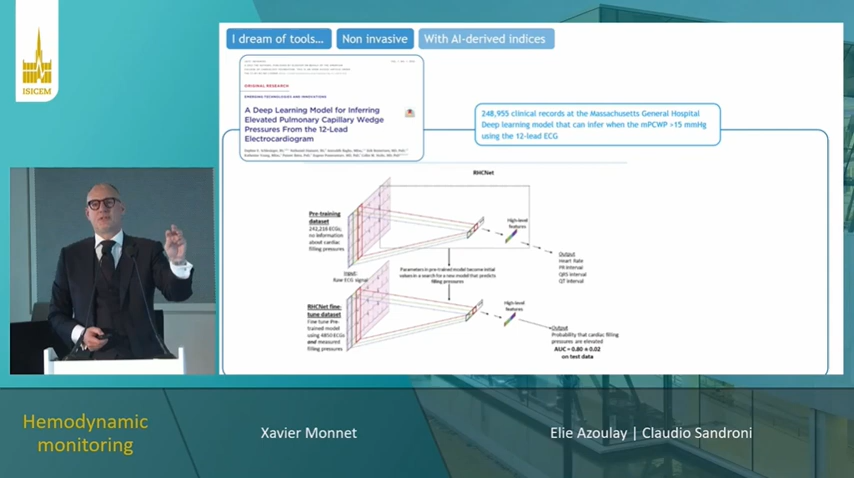 ISICEM
I dream of tools...
Non invasive
With AI-derived indices
ORIGINAL RESEARCH
EMERGING TECHNOLOGIES AND INNOVATIONS
A Deep Learning Model for Inferring
Elevated Pulmonary Capillary Wedge
Pressures From the 12-Lead
Electrocardiogram
248,955 clinical records at the Massachusetts General Hospital
Deep learning model that can infer when the mPCWP >15 mmHg
using the 12-lead ECG
RHCNet
Pre-training
dataset
242,216 ECGs,
no information
about cardiac
filling pressures
Input:
Raw ECG signal
High-level
features
Output
Heart Rate
PR Interval
QRS Interval
QT Interval
Parameters in pre-trained model become initial
values in a search for a new model that predicts
filling pressures
RHCNet fine-
tune dataset
Fine tune Pre-
trained model
using 4850 ECGs
and measured
filling pressures
High-level
features
Output
Probability that cardiac filling
pressures are elevated
AUC = 0.80 ± 0.02
on test data
Hemodynamic
monitoring
Xavier Monnet
Elie Azoulay | Claudio Sandroni